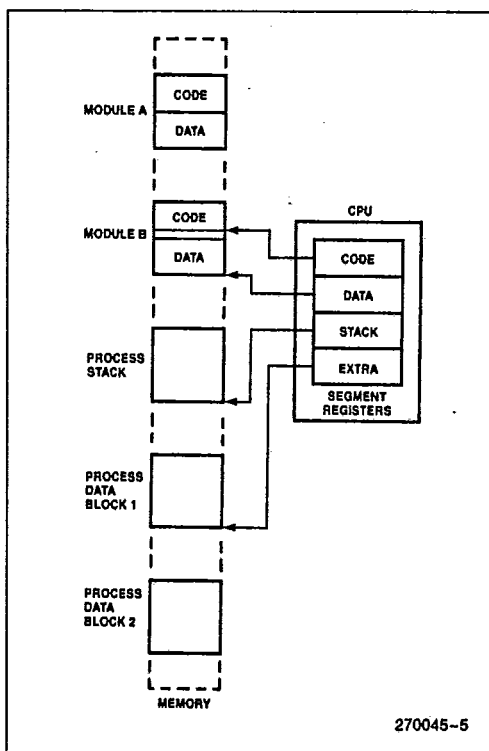 MODULE A
CODE
DATA
MODULE B
CODE
DATA
CPU
CODE
DATA
STACK
EXTRA
SEGMENT
REGISTERS
PROCESS
STACK
PROCESS
DATA
BLOCK 1
PROCESS
DATA
BLOCK 2
MEMORY
270045-5